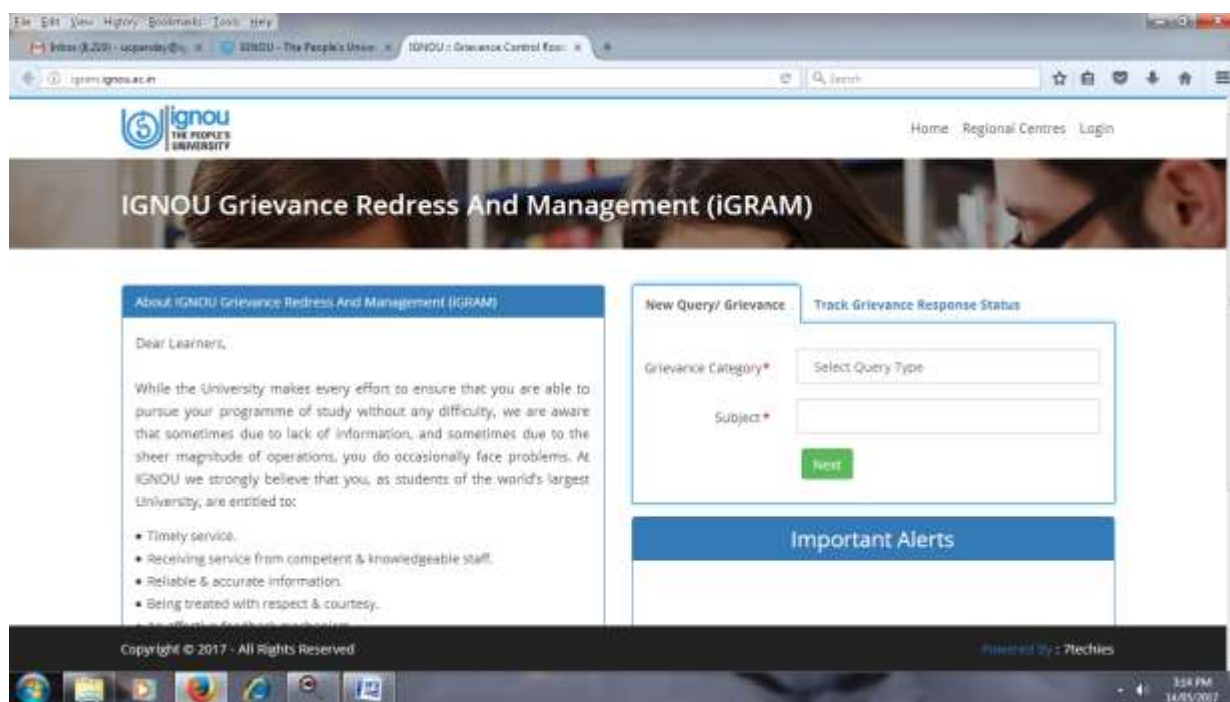 File Edit View History Bookmarks Tools Help
IGNOU - The People's
IGNOU :: Grievance Control
igram.ignou.ac.in
Search
ignou
THE PEOPLE'S
UNIVERSITY
Home Regional Centres Login
IGNOU Grievance Redress And Management (iGRAM)
About IGNOU Grievance Redress And Management (iGRAM)
Dear Learners,
While the University makes every effort to ensure that you are able to
pursue your programme of study without any difficulty, we are aware
that sometimes due to lack of information, and sometimes due to the
sheer magnitude of operations, you do occasionally face problems. At
IGNOU we strongly believe that you, as students of the world's largest
University, are entitled to:
• Timely service.
• Receiving service from competent & knowledgeable staff.
• Reliable & accurate information.
• Being treated with respect & courtesy.
New Query/ Grievance
Track Grievance Response Status
Grievance Category*
Select Query Type
Subject *
Next
Important Alerts
Copyright © 2017 - All Rights Reserved
Powered By : 7techies
3:14 PM
14/05/2017